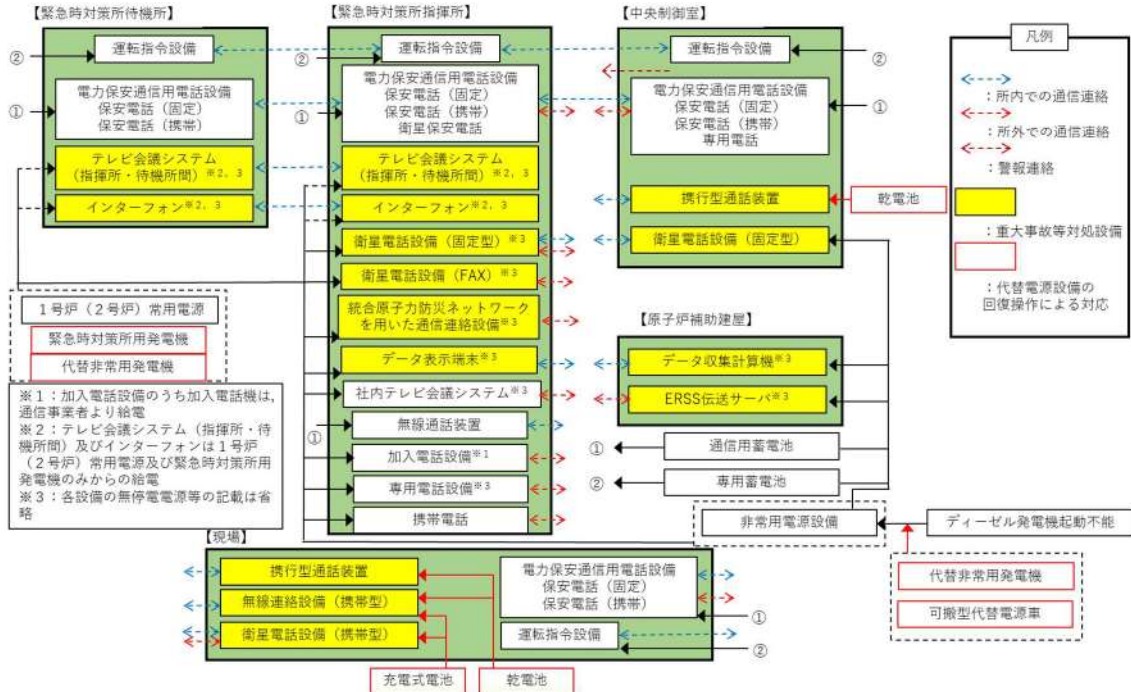 【緊急時対策所待機所】
運転指令設備
②
電力保安通信用電話設備
保安電話（固定）
保安電話（携帯）
①
テレビ会議システム
（指揮所・待機所間）※2，3
インターフォン※2，3
1号炉（2号炉）常用電源
緊急時対策所用発電機
代替非常用発電機
※1：加入電話設備のうち加入電話機は，
通信事業者より給電
※2：テレビ会議システム（指揮所・待
機所間）及びインターフォンは1号炉
（2号炉）常用電源及び緊急時対策所用
発電機のみからの給電
※3：各設備の無停電電源等の記載は省
略
【緊急時対策所指揮所】
運転指令設備
②
電力保安通信用電話設備
保安電話（固定）
保安電話（携帯）
衛星保安電話
①
テレビ会議システム
（指揮所・待機所間）※2，3
インターフォン※2，3
衛星電話設備（固定型）※3
衛星電話設備（FAX）※3
統合原子力防災ネットワーク
を用いた通信連絡設備※3
データ表示端末※3
社内テレビ会議システム※3
無線通話装置
①
加入電話設備※1
専用電話設備※3
携帯電話
【中央制御室】
運転指令設備
②
電力保安通信用電話設備
保安電話（固定）
保安電話（携帯）
専用電話
①
携行型通話装置
乾電池
衛星電話設備（固定型）
【原子炉補助建屋】
データ収集計算機※3
ERSS伝送サーバ※3
①
通信用蓄電池
②
専用蓄電池
非常用電源設備
ディーゼル発電機起動不能
代替非常用発電機
可搬型代替電源車
凡例
：所内での通信連絡
：所外での通信連絡
：警報連絡
：重大事故等対処設備
：代替電源設備の
回復操作による対応
【現場】
携行型通話装置
無線連絡設備（携帯型）
衛星電話設備（携帯型）
電力保安通信用電話設備
保安電話（固定）
保安電話（携帯）
①
運転指令設備
②
充電式電池
乾電池